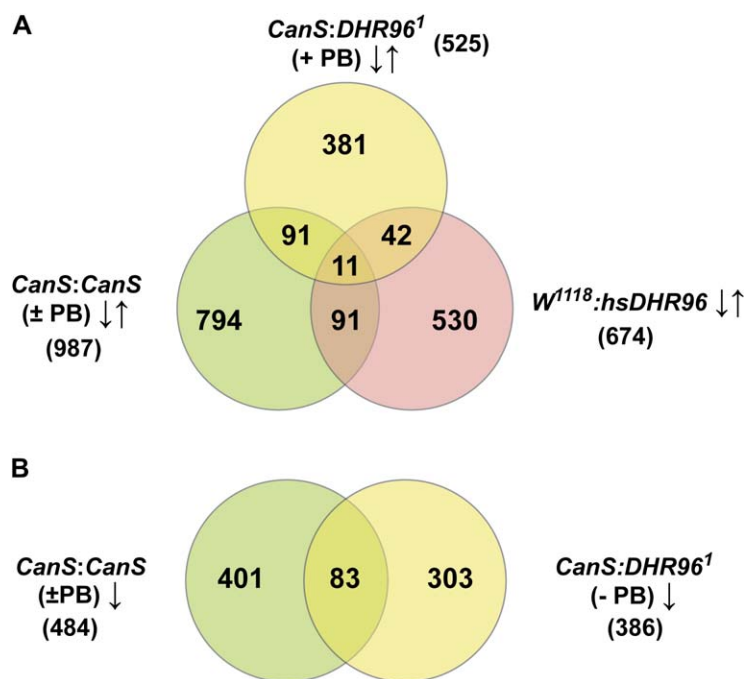 A
CanS:DHR96¹ (525)
(+ PB) ↓↑
381
91 42
11
CanS:CanS
(± PB) ↓↑
(987)
794 91 530
W¹¹¹⁸:hsDHR96 ↓↑
(674)
B
CanS:CanS
(±PB) ↓
(484)
401 83 303
CanS:DHR96¹
(- PB) ↓
(386)